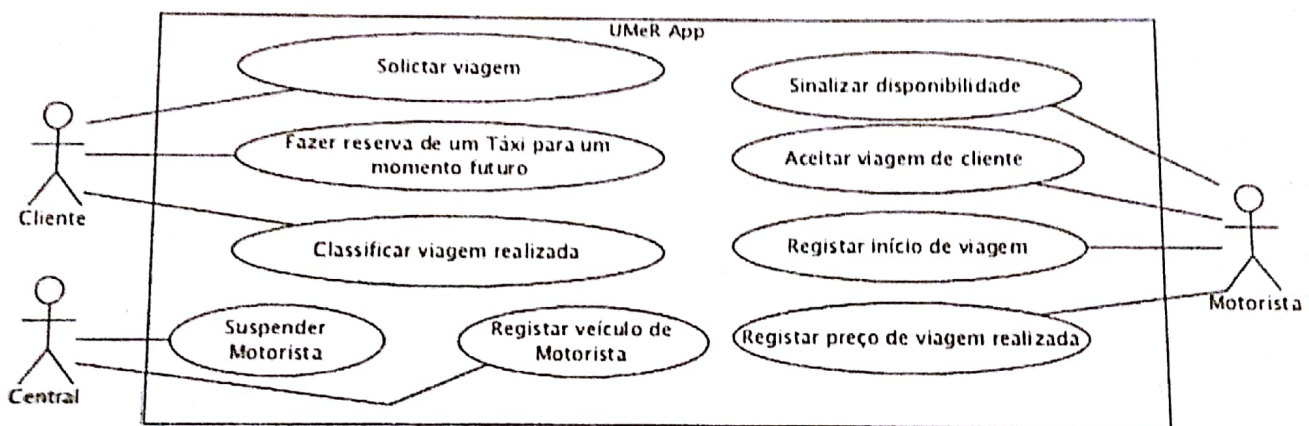 UMeR App
Solictar viagem
Sinalizar disponibilidade
Fazer reserva de um Táxi para um
momento futuro
Aceitar viagem de cliente
Cliente
Classificar viagem realizada
Registar início de viagem
Motorista
Suspender
Motorista
Registar veículo de
Motorista
Registar preço de viagem realizada
Central